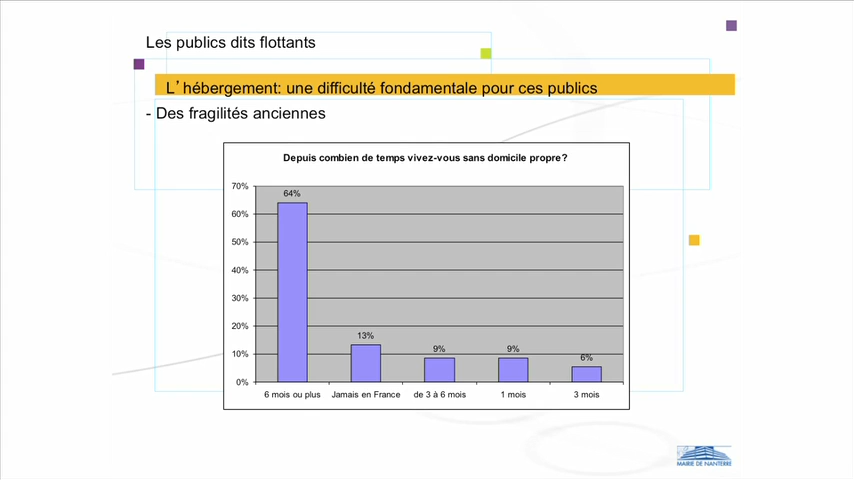 Les publics dits flottants
L’hébergement: une difficulté fondamentale pour ces publics
- Des fragilités anciennes
Depuis combien de temps vivez-vous sans domicile propre?
70%
60%
50%
40%
30%
20%
10%
0%
64%
13%
9%
9%
6%
6 mois ou plus
Jamais en France
de 3 à 6 mois
1 mois
3 mois
MAIRIE DE NANTERRE